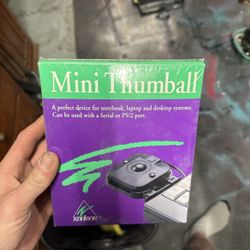 Mini Thumball
A perfect device for notebook, laptop and desktop systems.
Can be used with a Serial or PS/2 port.